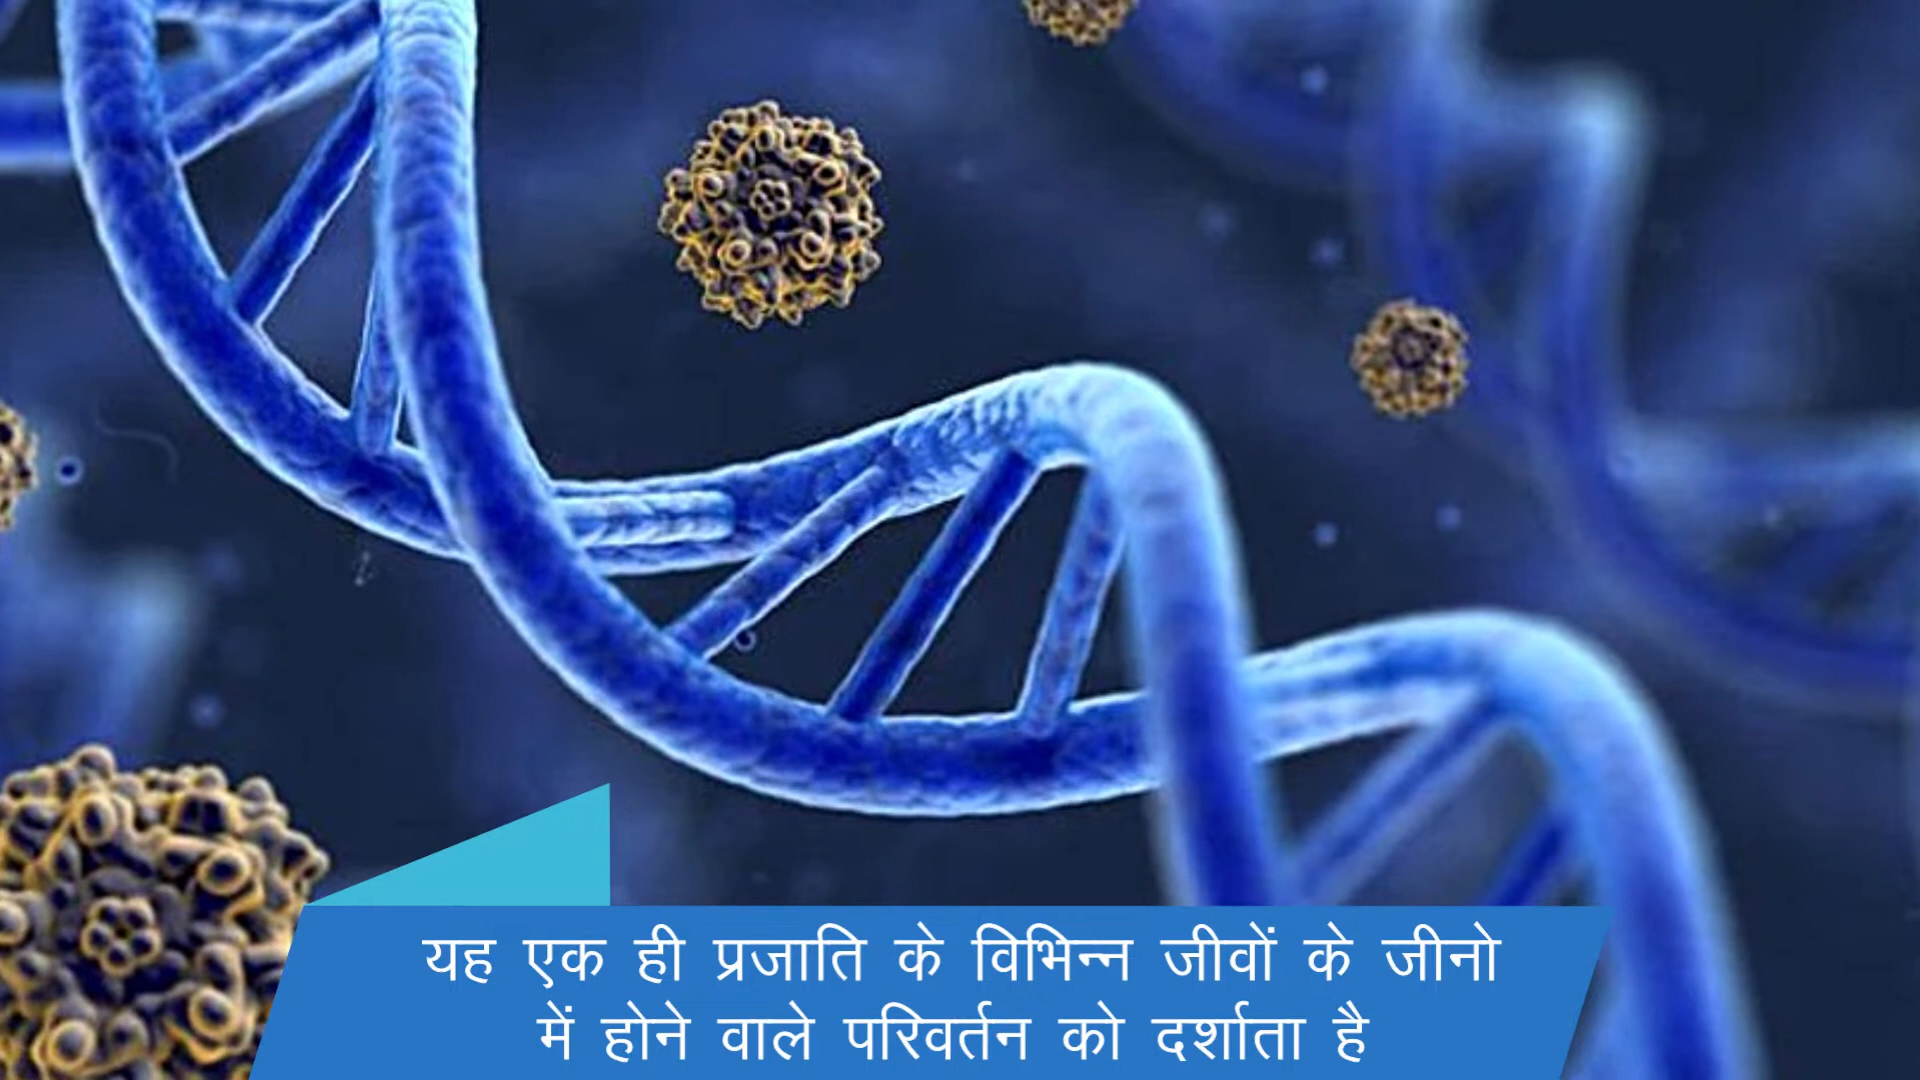 यह एक ही प्रजाति के विभिन्न जीवों के जीनो
में होने वाले परिवर्तन को दर्शाता है